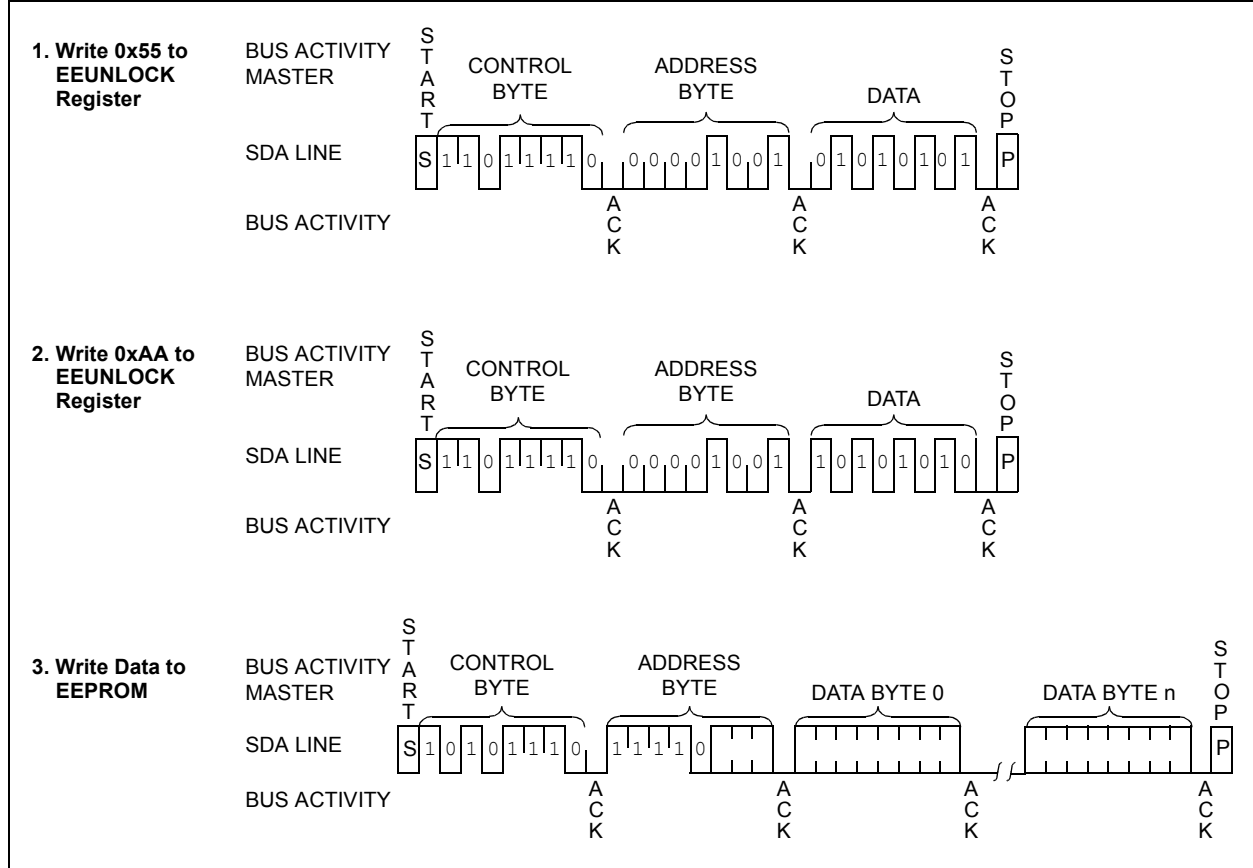 1. Write 0x55 to
EEUNLOCK
Register
BUS ACTIVITY
MASTER
START
CONTROL
BYTE
ADDRESS
BYTE
DATA
STOP
SDA LINE
S 1 1 0 1 1 1 1 0 0 0 0 0 1 0 0 1 0 1 0 1 0 1 0 1 P
BUS ACTIVITY
ACK
ACK
ACK
2. Write 0xAA to
EEUNLOCK
Register
BUS ACTIVITY
MASTER
START
CONTROL
BYTE
ADDRESS
BYTE
DATA
STOP
SDA LINE
S 1 1 0 1 1 1 1 0 0 0 0 0 1 0 0 1 1 0 1 0 1 0 1 0 P
BUS ACTIVITY
ACK
ACK
ACK
3. Write Data to
EEPROM
BUS ACTIVITY
MASTER
START
CONTROL
BYTE
ADDRESS
BYTE
DATA BYTE 0
DATA BYTE n
STOP
SDA LINE
S 1 0 1 0 1 1 1 0 1 1 1 1 0 P
BUS ACTIVITY
ACK
ACK
ACK
ACK